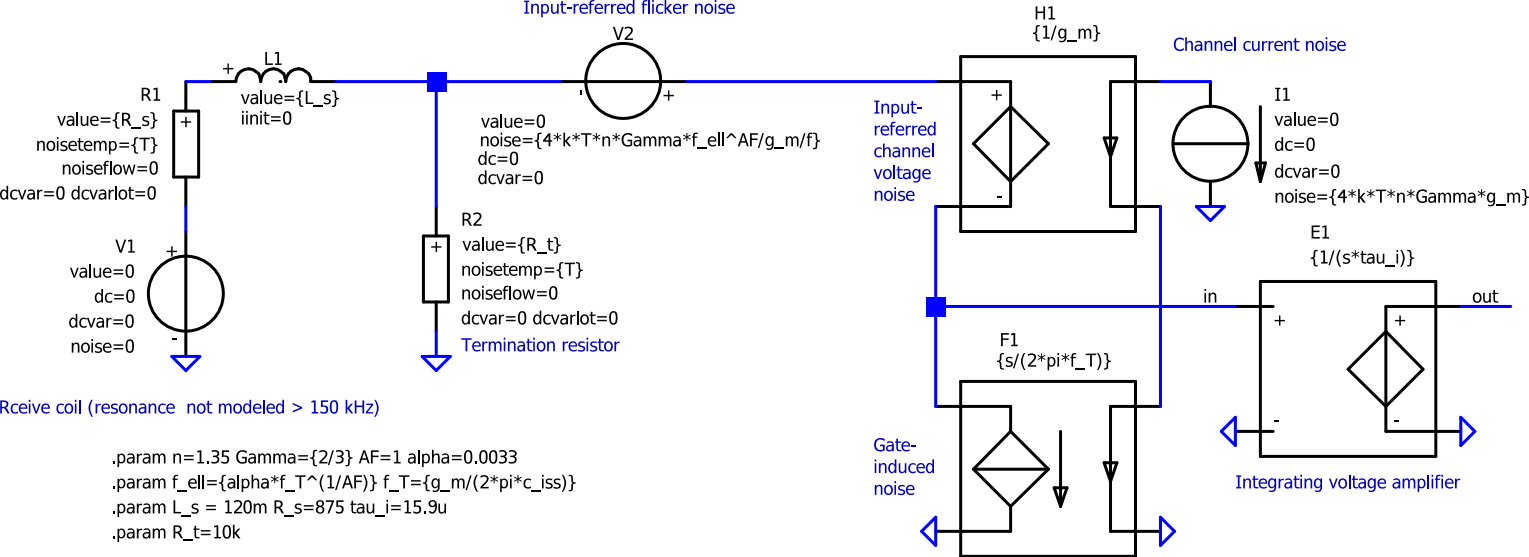 Input-referred flicker noise
V2
H1
{1/g_m}
Channel current noise
+
L1
value={L_s}
iinit=0
R1
value={R_s}
noisetemp={T}
noiseflow=0
dcvar=0 dcvarlot=0
+
-
+
value=0
noise={4*k*T*n*Gamma*f_ell^AF/g_m/f}
dc=0
dcvar=0
Input-
referred
channel
voltage
noise
+
-
I1
value=0
dc=0
dcvar=0
noise={4*k*T*n*Gamma*g_m}
V1
value=0
dc=0
dcvar=0
noise=0
+
-
R2
value={R_t}
noisetemp={T}
noiseflow=0
dcvar=0 dcvarlot=0
+
Termination resistor
E1
{1/(s*tau_i)}
in
out
+
+
-
-
Integrating voltage amplifier
F1
{s/(2*pi*f_T)}
Gate-
induced
noise
Rceive coil (resonance not modeled > 150 kHz)
.param n=1.35 Gamma={2/3} AF=1 alpha=0.0033
.param f_ell={alpha*f_T^(1/AF)} f_T={g_m/(2*pi*c_iss)}
.param L_s = 120m R_s=875 tau_i=15.9u
.param R_t=10k